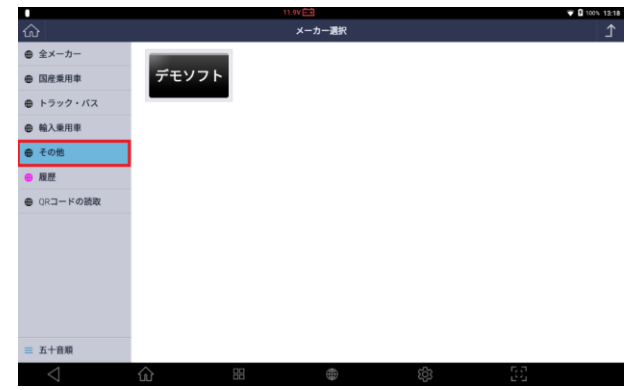 11.9V
100% 13:18
メーカー選択
全メーカー
国産乗用車
トラック・バス
輸入乗用車
その他
履歴
QRコードの読取
五十音順
デモソフト